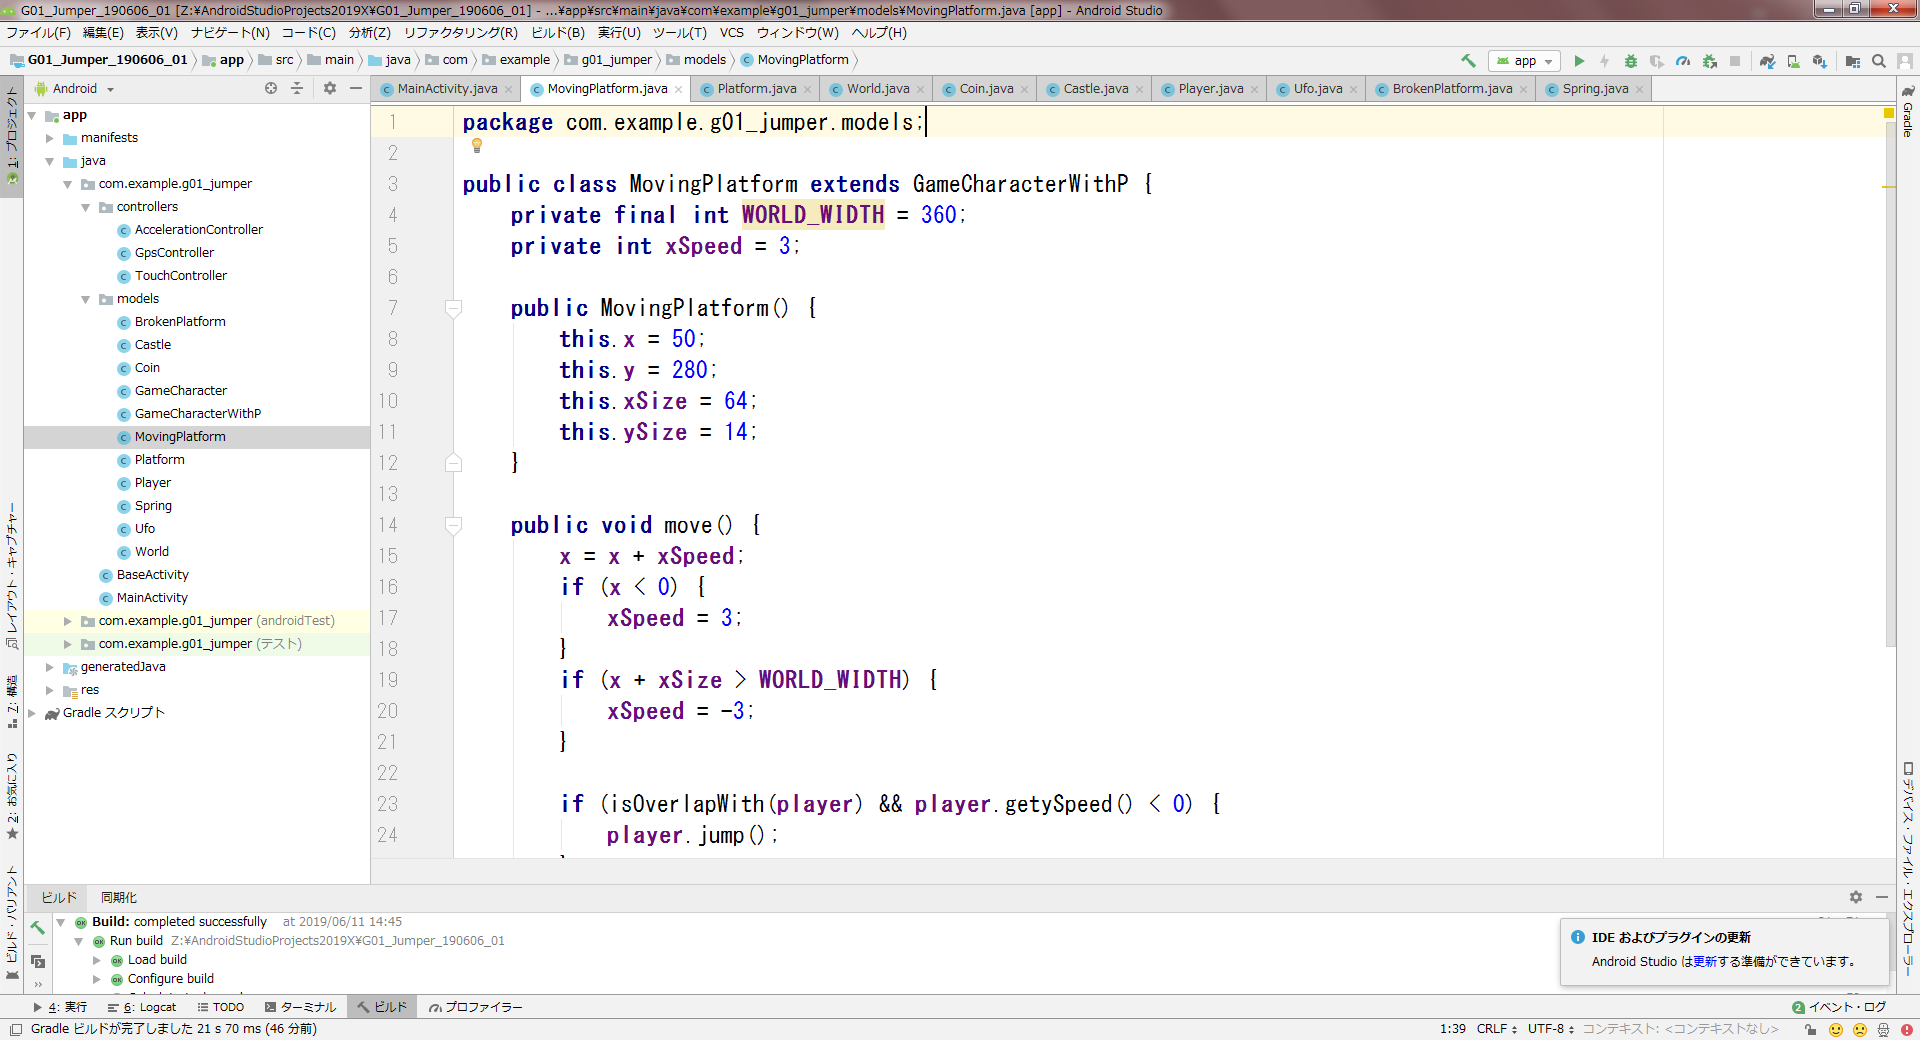 G01_Jumper_190606_01 [Z:¥AndroidStudioProjects2019X¥G01_Jumper_190606_01] - ...¥app¥src¥main¥java¥com¥example¥g01_jumper¥models¥MovingPlatform.java [app] - Android Studio
ファイル(F) 編集(E) 表示(V) ナビゲート(N) コード(C) 分析(Z) リファクタリング(R) ビルド(B) 実行(U) ツール(T) VCS ウィンドウ(W) ヘルプ(H)
G01_Jumper_190606_01 app src main java com example g01_jumper models MovingPlatform
app
Android
MainActivity.java MovingPlatform.java Platform.java World.java Coin.java Castle.java Player.java Ufo.java BrokenPlatform.java Spring.java
1: プロジェクト
レイアウト・キャプチャー
7: 構造
2: お気に入り
ビルド・バリアント
app
manifests
java
com.example.g01_jumper
controllers
AccelerationController
GpsController
TouchController
models
BrokenPlatform
Castle
Coin
GameCharacter
GameCharacterWithP
MovingPlatform
Platform
Player
Spring
Ufo
World
BaseActivity
MainActivity
com.example.g01_jumper (androidTest)
com.example.g01_jumper (テスト)
generatedJava
res
Gradle スクリプト
1 package com.example.g01_jumper.models;
2
3 public class MovingPlatform extends GameCharacterWithP {
4 private final int WORLD_WIDTH = 360;
5 private int xSpeed = 3;
6
7 public MovingPlatform() {
8 this.x = 50;
9 this.y = 280;
10 this.xSize = 64;
11 this.ySize = 14;
12 }
13
14 public void move() {
15 x = x + xSpeed;
16 if (x < 0) {
17 xSpeed = 3;
18 }
19 if (x + xSize > WORLD_WIDTH) {
20 xSpeed = -3;
21 }
22
23 if (isOverlapWith(player) && player.getySpeed() < 0) {
24 player.jump();
Gradle
デバイス・ファイル・エクスプローラー
ビルド 同期化
Build: completed successfully at 2019/06/11 14:45
Run build Z:¥AndroidStudioProjects2019X¥G01_Jumper_190606_01
Load build
Configure build
IDE およびプラグインの更新
Android Studio は更新する準備ができています。
4: 実行 6: Logcat TODO ターミナル ビルド プロファイラー
2 イベント・ログ
Gradle ビルドが完了しました 21 s 70 ms (46 分前)
1:39 CRLF UTF-8 コンテキスト: <コンテキストなし>